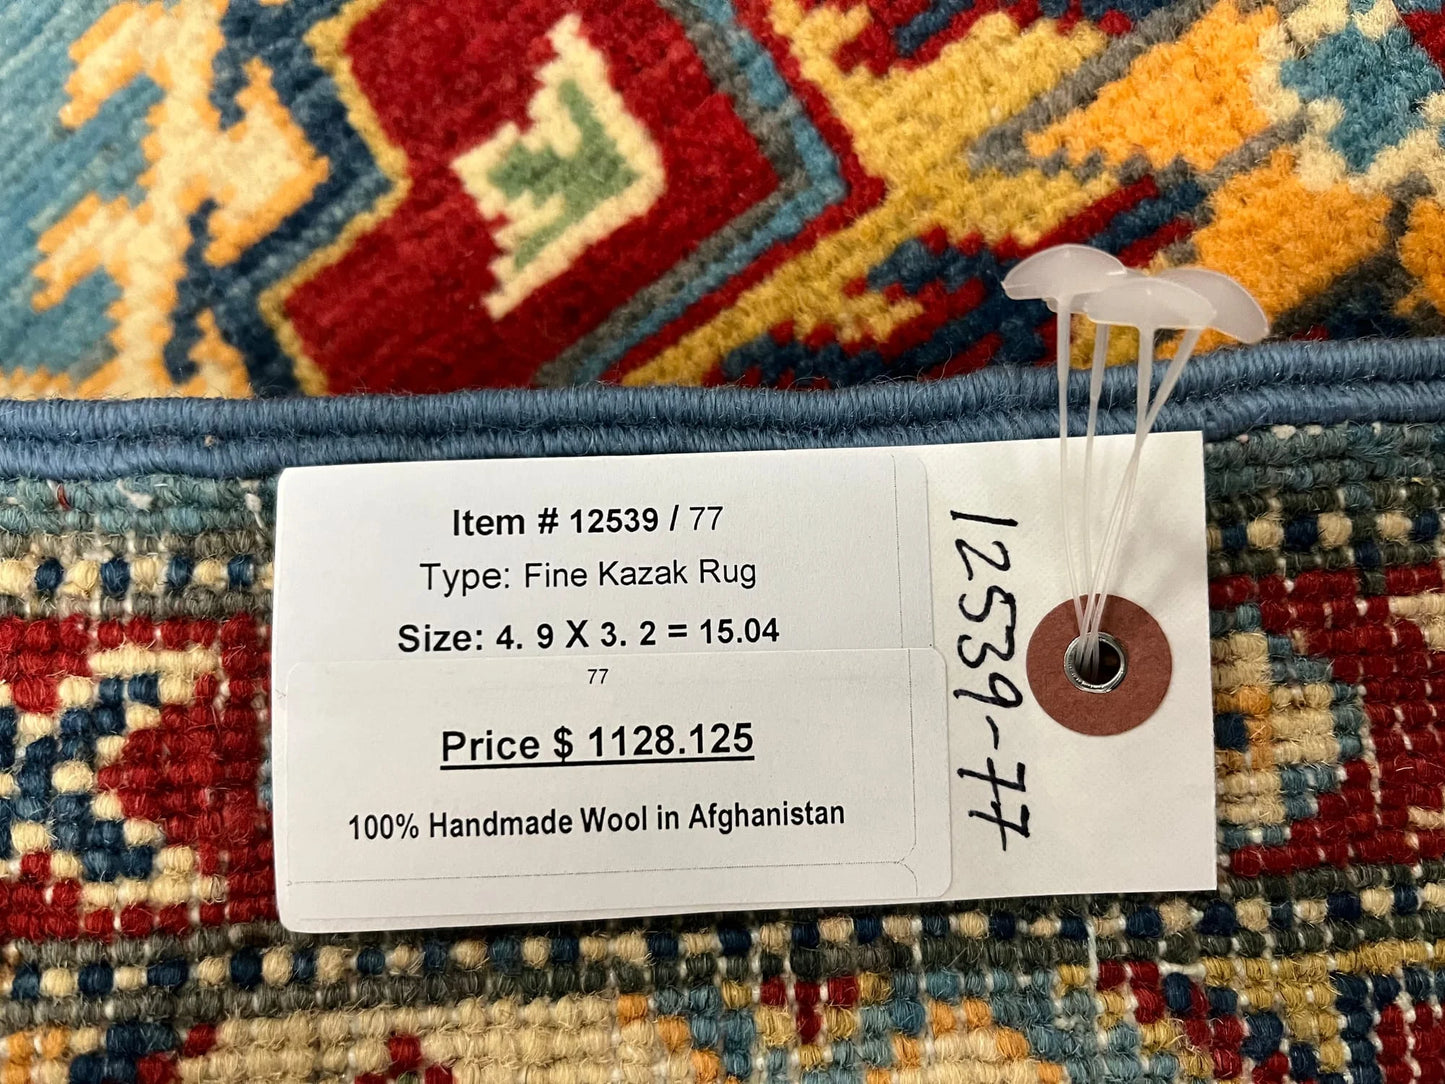 Item # 12539 / 77
Type: Fine Kazak Rug
Size: 4. 9 X 3. 2 = 15.04
77
Price $ 1128.125
100% Handmade Wool in Afghanistan
12539-77